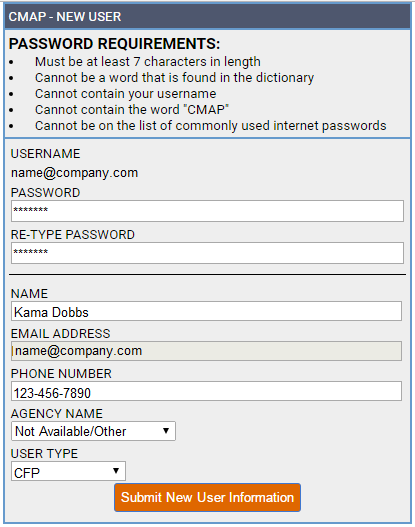 CMAP - NEW USER
PASSWORD REQUIREMENTS:
• Must be at least 7 characters in length
• Cannot be a word that is found in the dictionary
• Cannot contain your username
• Cannot contain the word "CMAP"
• Cannot be on the list of commonly used internet passwords
USERNAME
name@company.com
PASSWORD
*******
RE-TYPE PASSWORD
*******
NAME
Kama Dobbs
EMAIL ADDRESS
name@company.com
PHONE NUMBER
123-456-7890
AGENCY NAME
Not Available/Other
USER TYPE
CFP
Submit New User Information